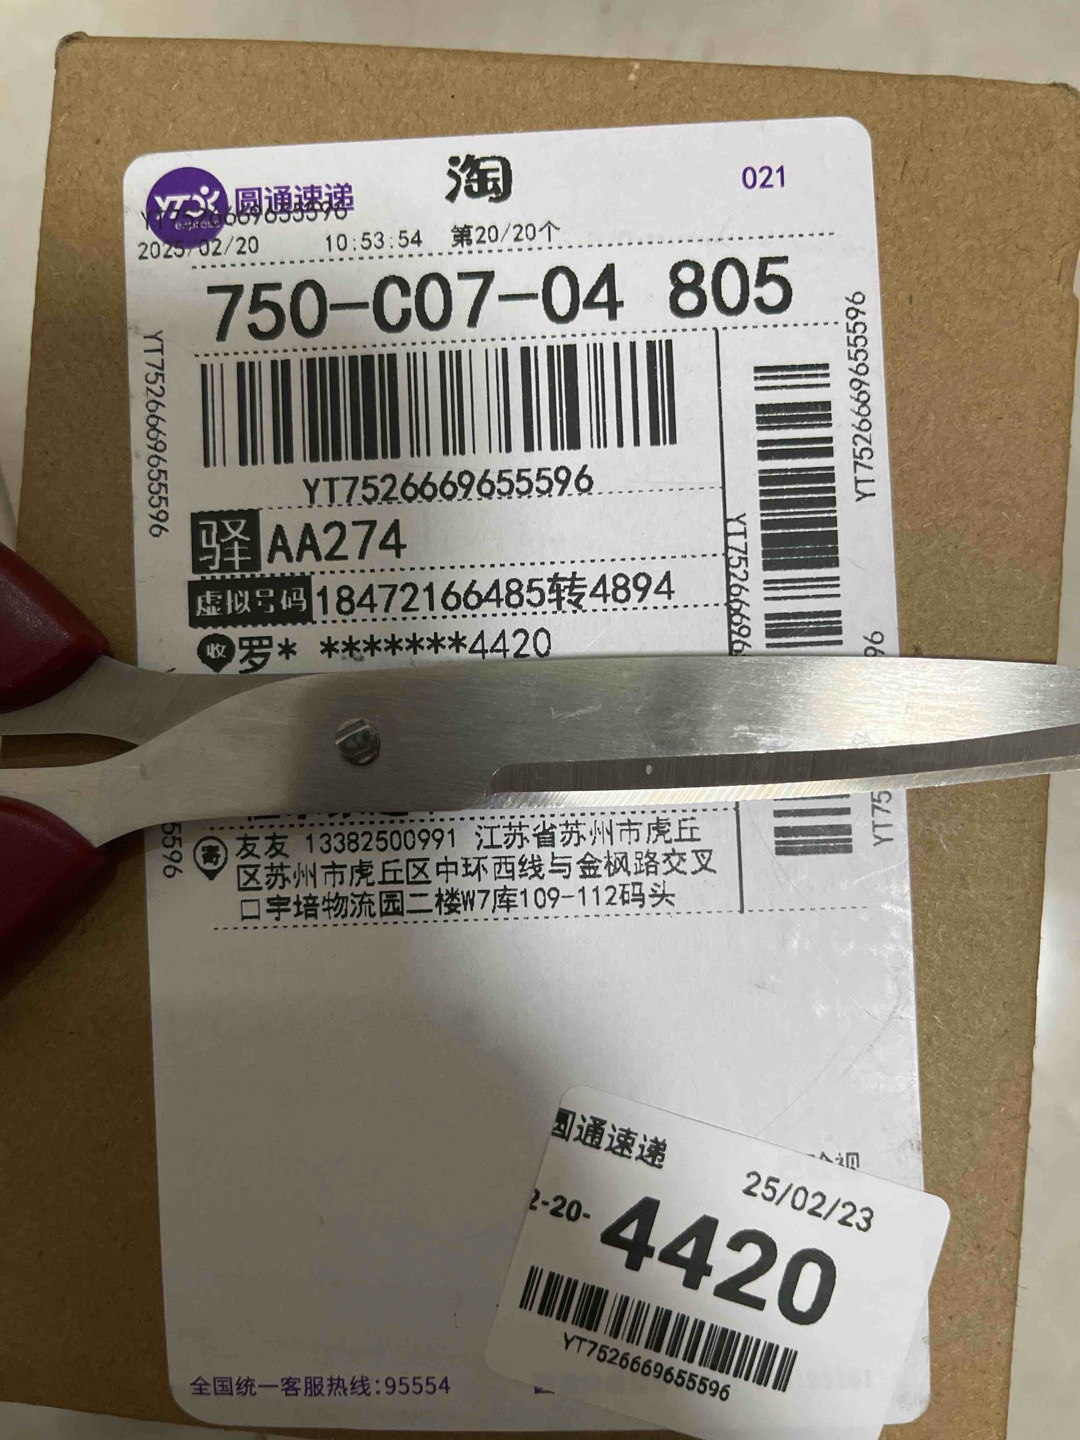 YTO express 圆通速递
淘
021
YT7526669655596
2025/02/20 10:53:54 第20/20个
750-C07-04 805
YT7526669655596
YT7526669655596
YT7526669655596
驿 AA274
虚拟号码 18472166485转4894
收 罗* *******4420
YT7526669655596
寄 友友 13382500991 江苏省苏州市虎丘
区苏州市虎丘区中环西线与金枫路交叉
口宇培物流园二楼W7库109-112码头
5596
YT75
圆通速递
25/02/23
2-20-
4420
YT7526669655596
全国统一客服热线:95554